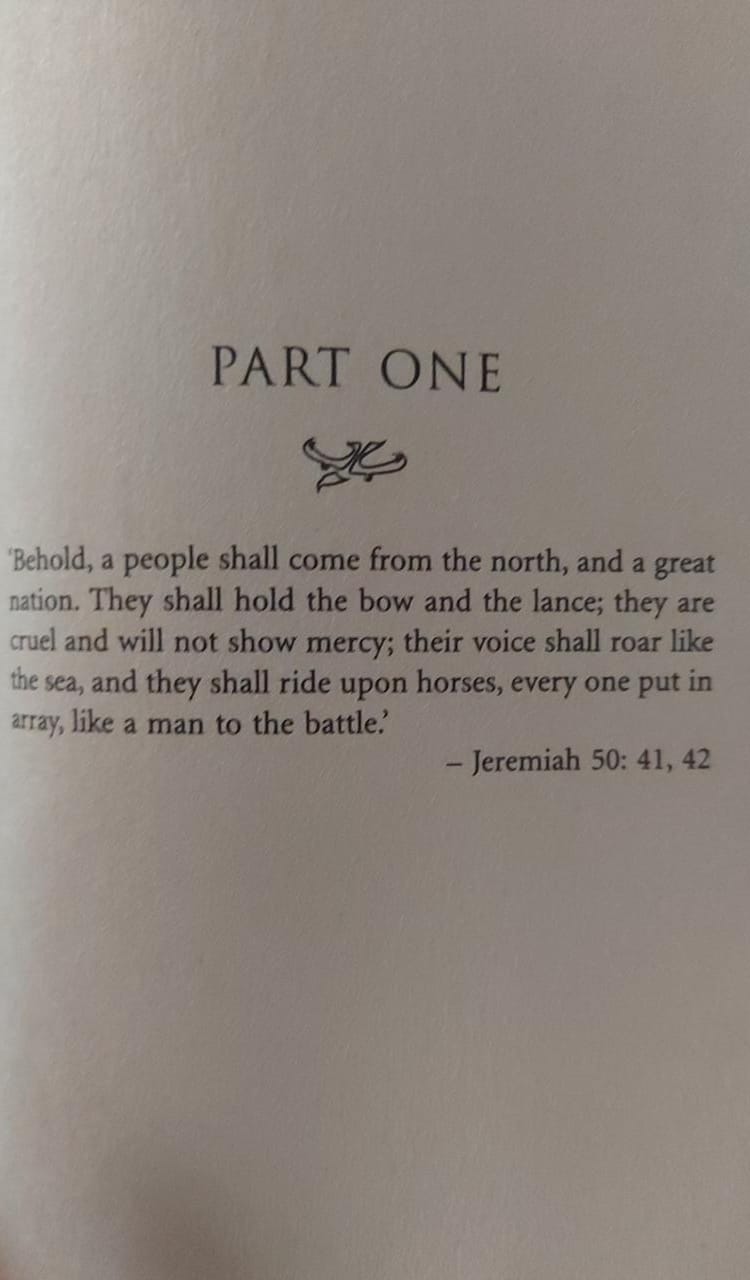 PART ONE
‘Behold, a people shall come from the north, and a great
nation. They shall hold the bow and the lance; they are
cruel and will not show mercy; their voice shall roar like
the sea, and they shall ride upon horses, every one put in
array, like a man to the battle.’
– Jeremiah 50: 41, 42